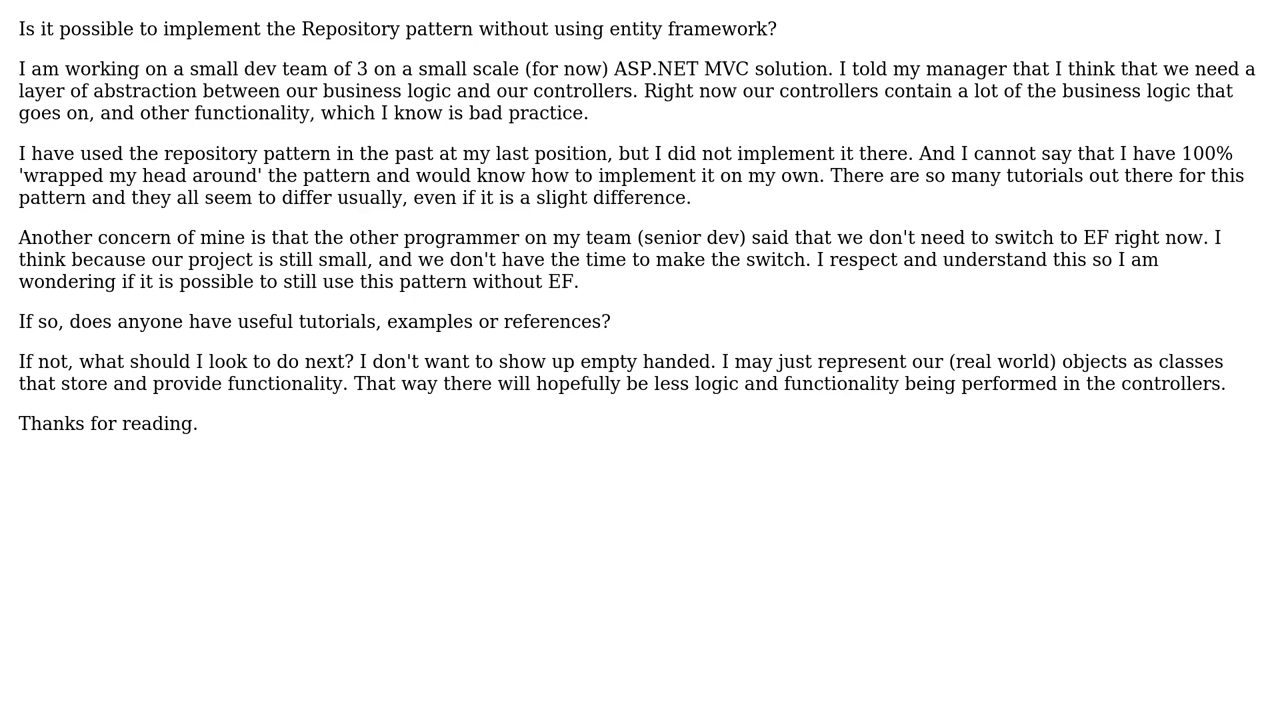 Is it possible to implement the Repository pattern without using entity framework?
I am working on a small dev team of 3 on a small scale (for now) ASP.NET MVC solution. I told my manager that I think that we need a
layer of abstraction between our business logic and our controllers. Right now our controllers contain a lot of the business logic that
goes on, and other functionality, which I know is bad practice.
I have used the repository pattern in the past at my last position, but I did not implement it there. And I cannot say that I have 100%
'wrapped my head around' the pattern and would know how to implement it on my own. There are so many tutorials out there for this
pattern and they all seem to differ usually, even if it is a slight difference.
Another concern of mine is that the other programmer on my team (senior dev) said that we don't need to switch to EF right now. I
think because our project is still small, and we don't have the time to make the switch. I respect and understand this so I am
wondering if it is possible to still use this pattern without EF.
If so, does anyone have useful tutorials, examples or references?
If not, what should I look to do next? I don't want to show up empty handed. I may just represent our (real world) objects as classes
that store and provide functionality. That way there will hopefully be less logic and functionality being performed in the controllers.
Thanks for reading.